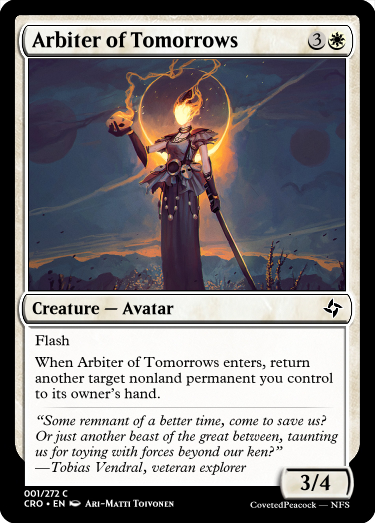 Arbiter of Tomorrows 3
Creature — Avatar
Flash
When Arbiter of Tomorrows enters, return
another target nonland permanent you control
to its owner's hand.
“Some remnant of a better time, come to save us?
Or just another beast of the great between, taunting
us for toying with forces beyond our ken?”
—Tobias Vendral, veteran explorer
3/4
001/272 C
CRO • EN Ari-Matti Toivonen
CovetedPeacock — NFS